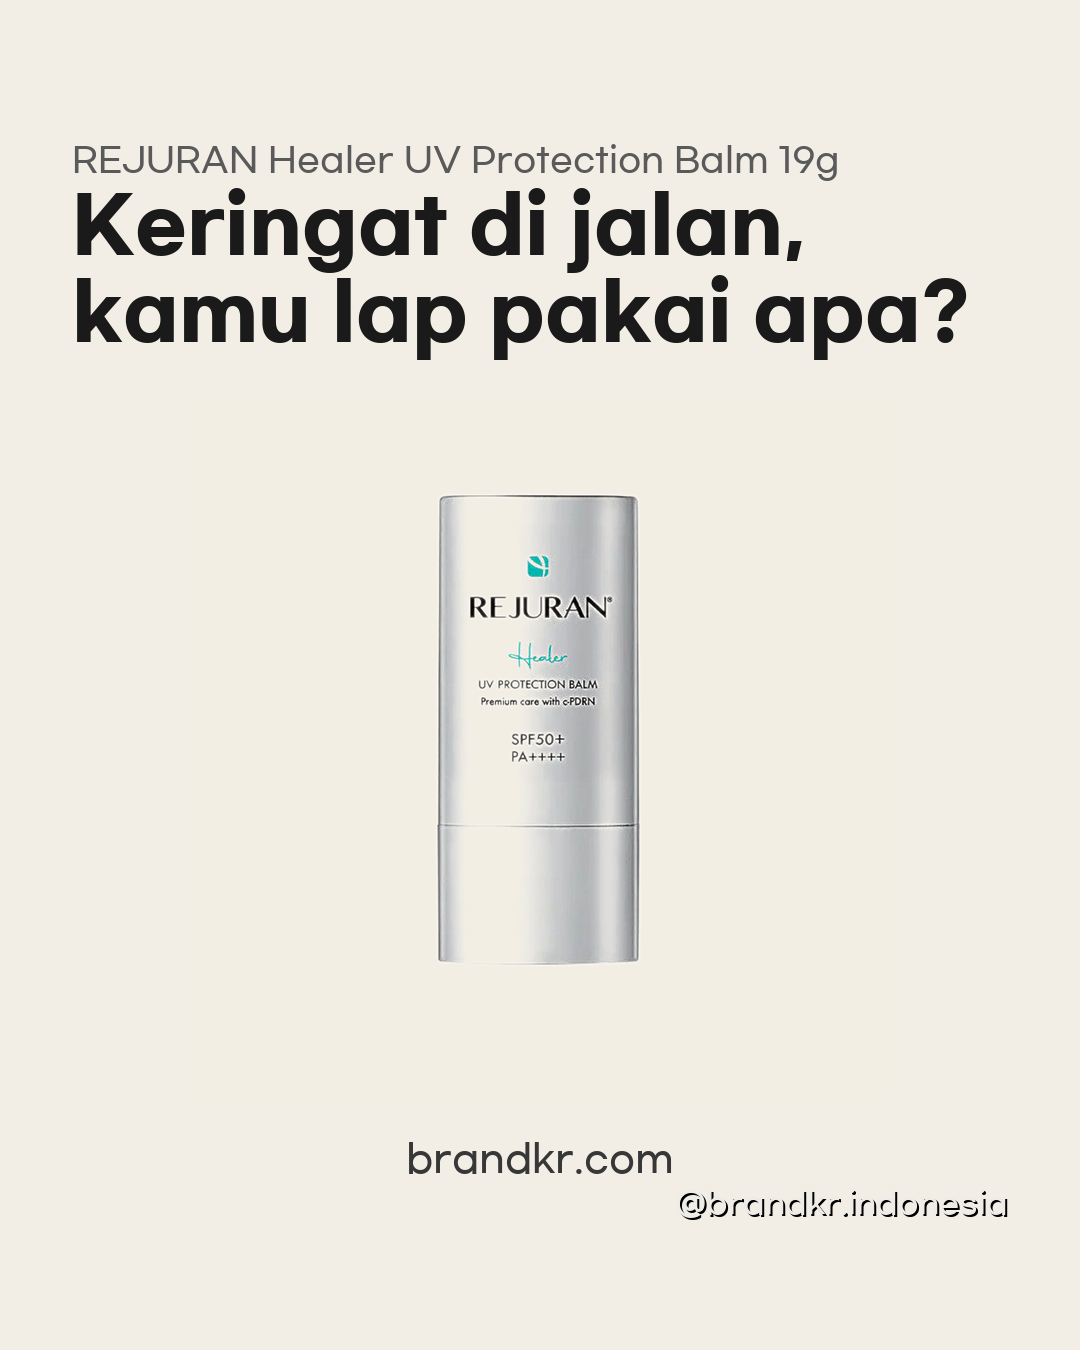 REJURAN Healer UV Protection Balm 19g
Keringat di jalan,
kamu lap pakai apa?
REJURAN®
Healer
UV PROTECTION BALM
Premium care with c-PDRN
SPF50+
PA++++
brandkr.com
@brandkr.indonesia